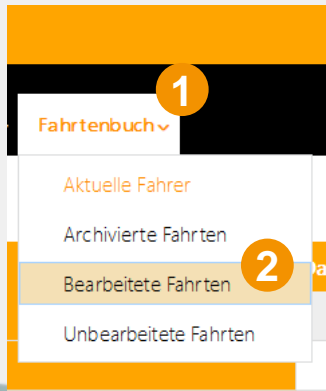 1
Fahrtenbuch
Aktuelle Fahrer
Archivierte Fahrten
2
Bearbeitete Fahrten
Unbearbeitete Fahrten